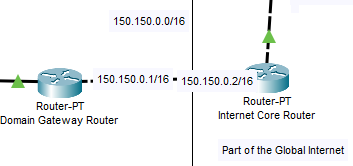 150.150.0.0/16
150.150.0.1/16
150.150.0.2/16
Router-PT
Domain Gateway Router
Router-PT
Internet Core Router
Part of the Global Internet